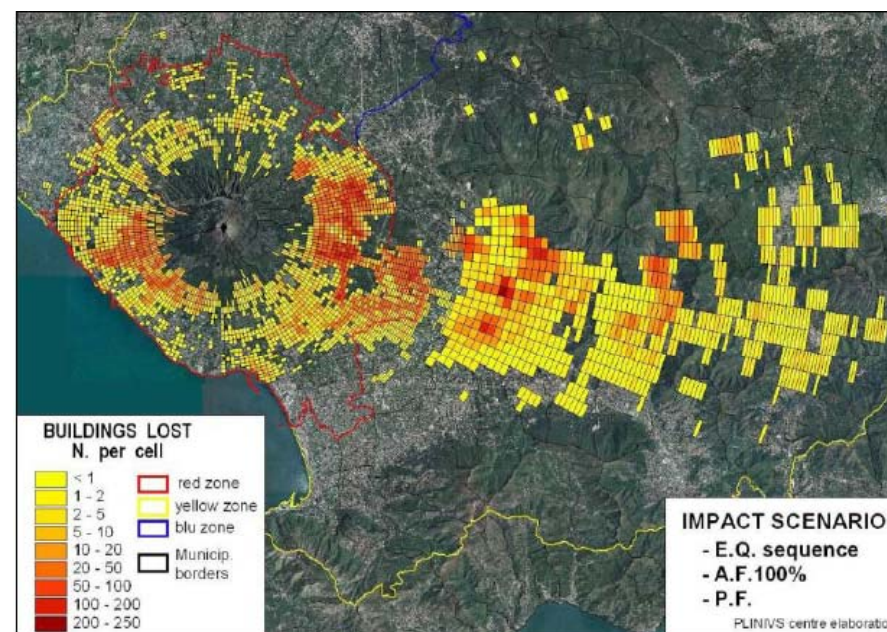 BUILDINGS LOST
N. per cell
< 1
1 - 2
2 - 5
5 - 10
10 - 20
20 - 50
50 - 100
100 - 200
200 - 250
red zone
yellow zone
blu zone
Municip.
borders
IMPACT SCENARIO
- E.Q. sequence
- A.F.100%
- P.F.
PLINIVS centre elaboratio